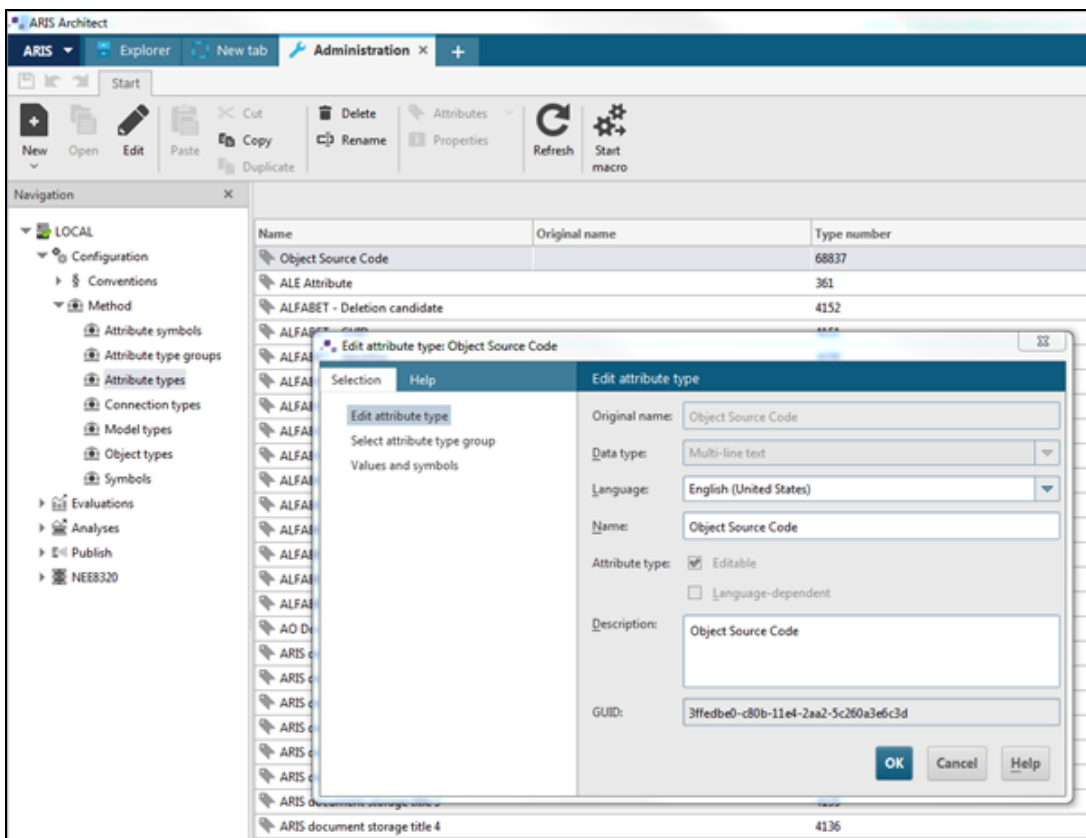 ARIS Architect
ARIS Explorer New tab Administration × +
Start
New Open Edit Paste Cut Copy Duplicate Delete Rename Attributes Properties Refresh Start macro
Navigation ×
LOCAL
Configuration
Conventions
Method
Attribute symbols
Attribute type groups
Attribute types
Connection types
Model types
Object types
Symbols
Evaluations
Analyses
Publish
NEE8320
Name Original name Type number
Object Source Code 68837
ALE Attribute 361
ALFABET - Deletion candidate 4152
Edit attribute type: Object Source Code
Selection Help
Edit attribute type
Select attribute type group
Values and symbols
Edit attribute type
Original name: Object Source Code
Data type: Multi-line text
Language: English (United States)
Name: Object Source Code
Attribute type: Editable
Language-dependent
Description: Object Source Code
GUID: 3ffedbe0-c80b-11e4-2aa2-5c260a3e6c3d
OK Cancel Help
ARIS document storage title 4 4136